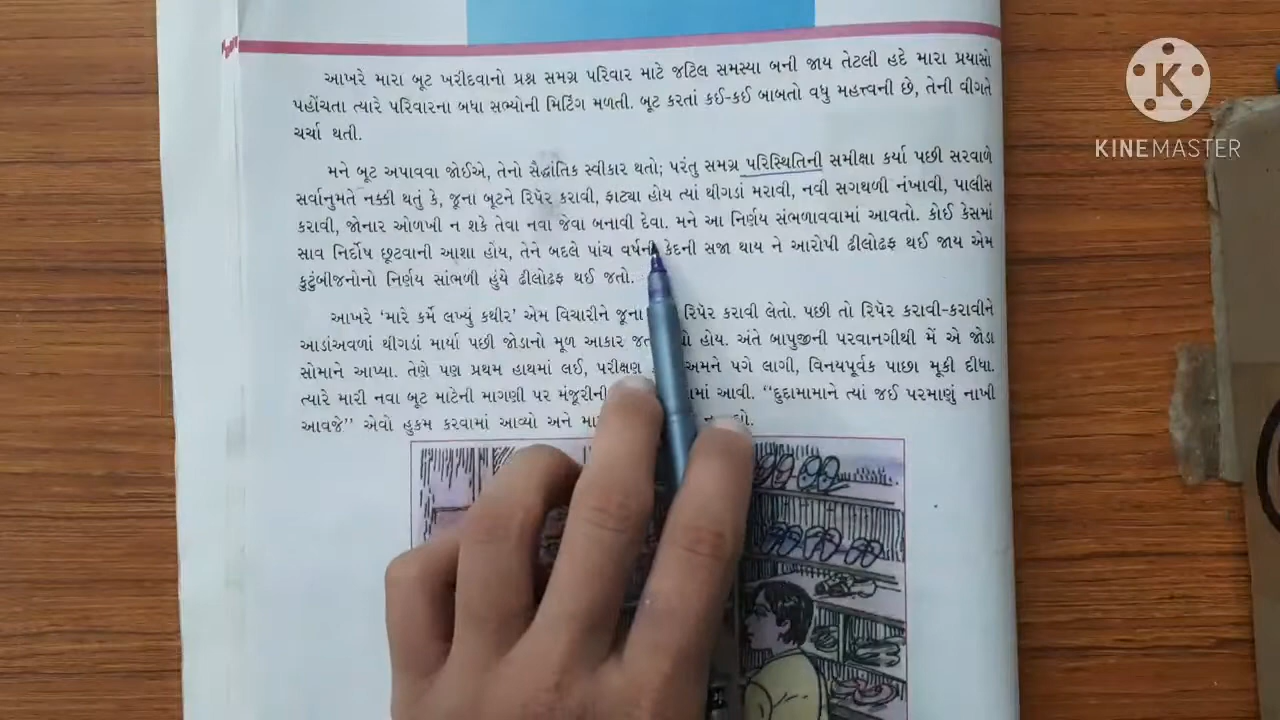 આખરે મારા બૂટ ખરીદવાનો પ્રશ્ન સમગ્ર પરિવાર માટે જટિલ સમસ્યા બની જાય તેટલી હદે મારા પ્રયાસો
પહોંચતા ત્યારે પરિવારના બધા સભ્યોની મિટિંગ મળતી. બૂટ કરતાં કઈ-કઈ બાબતો વધુ મહત્ત્વની છે, તેની વીગતે
ચર્ચા થતી.
મને બૂટ અપાવવા જોઈએ, તેનો સૈદ્ધાંતિક સ્વીકાર થતો; પરંતુ સમગ્ર પરિસ્થિતિની સમીક્ષા કર્યા પછી સરવાળે
સર્વાનુમતે નક્કી થતું કે, જૂના બૂટને રિપૅર કરાવી, ફાટ્યા હોય ત્યાં થીગડાં મરાવી, નવી સગથળી નંખાવી, પાલીસ
કરાવી, જોનાર ઓળખી ન શકે તેવા નવા જેવા બનાવી દેવા. મને આ નિર્ણય સંભળાવવામાં આવતો. કોઈ કેસમાં
સાવ નિર્દોષ છૂટવાની આશા હોય, તેને બદલે પાંચ વર્ષની કેદની સજા થાય ને આરોપી ઢીલોઢફ થઈ જાય એમ
કુટુંબીજનોનો નિર્ણય સાંભળી હુંયે ઢીલોઢફ થઈ જતો.
આખરે ‘મારે કર્મે લખ્યું કથીર’ એમ વિચારીને જૂના રિપૅર કરાવી લેતો. પછી તો રિપૅર કરાવી-કરાવીને
આડાંઅવળાં થીગડાં માર્યા પછી જોડાનો મૂળ આકાર હોય. અંતે બાપુજીની પરવાનગીથી મેં એ જોડા
સોમાને આપ્યા. તેણે પણ પ્રથમ હાથમાં લઈ, પરીક્ષણ અમને પગે લાગી, વિનયપૂર્વક પાછા મૂકી દીધા.
ત્યારે મારી નવા બૂટ માટેની માગણી પર મંજૂરીની આવી. “દુદામામાને ત્યાં જઈ પરમાણું નાખી
આવજે” એવો હુકમ કરવામાં આવ્યો અને
KINEMASTER